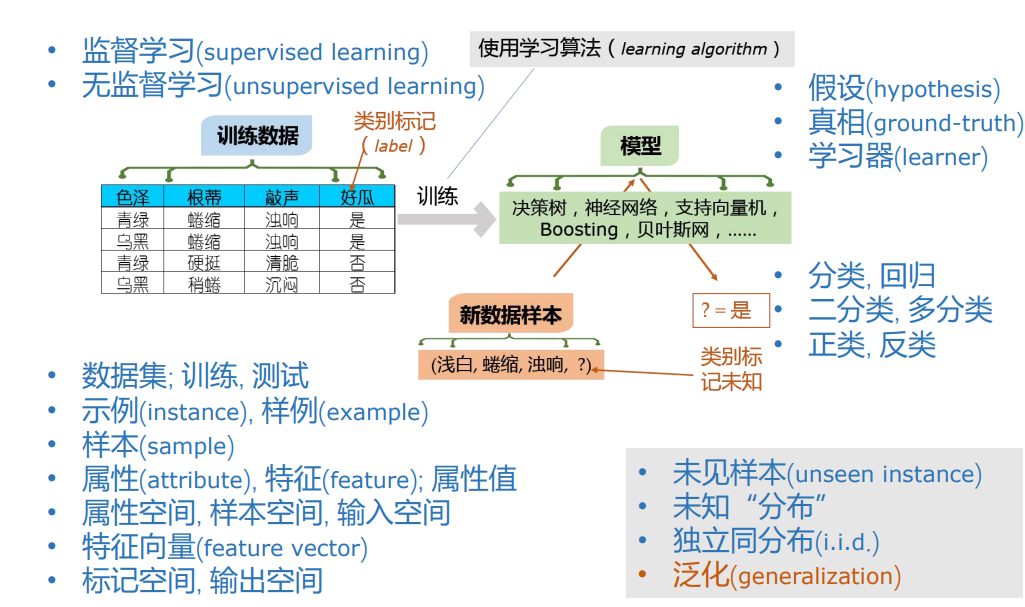 • 监督学习(supervised learning)
• 无监督学习(unsupervised learning)
使用学习算法（learning algorithm）
• 假设(hypothesis)
• 真相(ground-truth)
• 学习器(learner)
训练数据
类别标记
（label）
色泽 根蒂 敲声 好瓜
青绿 蜷缩 浊响 是
乌黑 蜷缩 浊响 是
青绿 硬挺 清脆 否
乌黑 稍蜷 沉闷 否
训练
模型
决策树，神经网络，支持向量机，
Boosting，贝叶斯网，......
新数据样本
(浅白, 蜷缩, 浊响, ?)
? = 是
类别标
记未知
• 分类, 回归
• 二分类, 多分类
• 正类, 反类
• 数据集; 训练, 测试
• 示例(instance), 样例(example)
• 样本(sample)
• 属性(attribute), 特征(feature); 属性值
• 属性空间, 样本空间, 输入空间
• 特征向量(feature vector)
• 标记空间, 输出空间
• 未见样本(unseen instance)
• 未知“分布”
• 独立同分布(i.i.d.)
• 泛化(generalization)